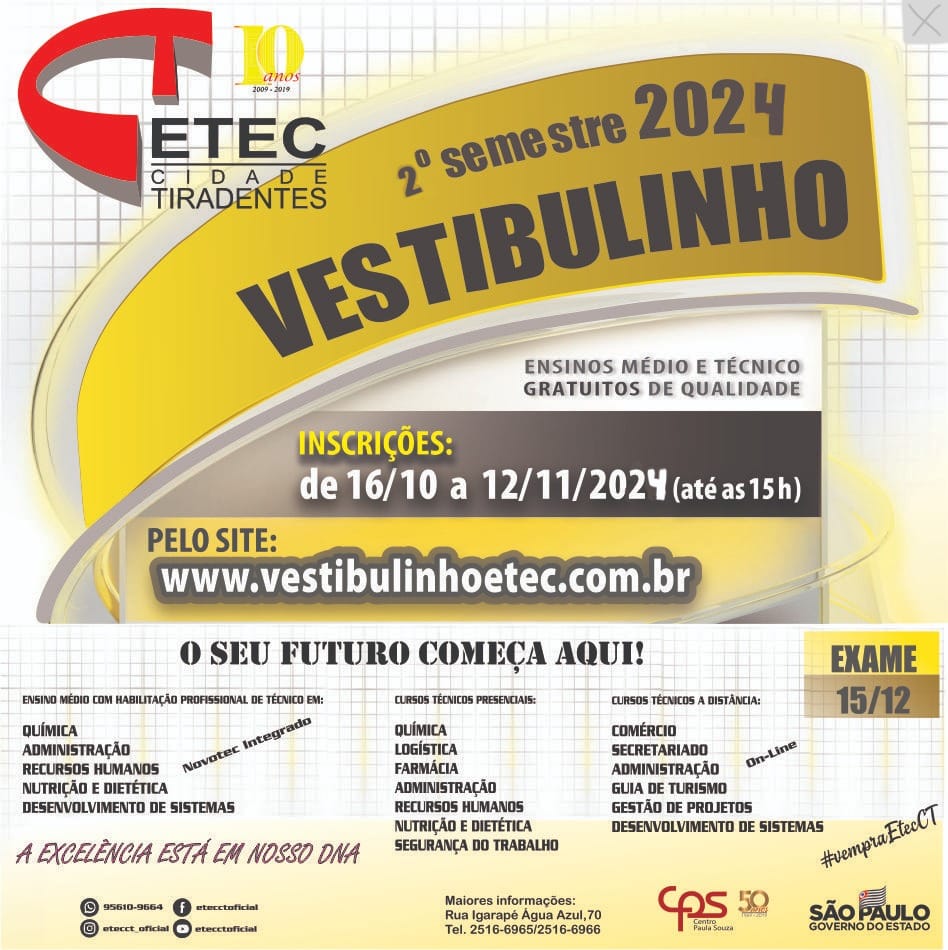 10
anos
2009 - 2019
ETEC
CIDADE
TIRADENTES
2º semestre 2024
VESTIBULINHO
ENSINOS MÉDIO E TÉCNICO
GRATUITOS DE QUALIDADE
INSCRIÇÕES:
de 16/10 a 12/11/2024 (até as 15h)
PELO SITE:
www.vestibulinhoetec.com.br
O SEU FUTURO COMEÇA AQUI!
EXAME
15/12
ENSINO MÉDIO COM HABILITAÇÃO PROFISSIONAL DE TÉCNICO EM:
QUÍMICA
ADMINISTRAÇÃO
RECURSOS HUMANOS
NUTRIÇÃO E DIETÉTICA
DESENVOLVIMENTO DE SISTEMAS
Novotec Integrado
CURSOS TÉCNICOS PRESENCIAIS:
QUÍMICA
LOGÍSTICA
FARMÁCIA
ADMINISTRAÇÃO
RECURSOS HUMANOS
NUTRIÇÃO E DIETÉTICA
SEGURANÇA DO TRABALHO
CURSOS TÉCNICOS A DISTÂNCIA:
COMÉRCIO
SECRETARIADO
ADMINISTRAÇÃO
GUIA DE TURISMO
GESTÃO DE PROJETOS
DESENVOLVIMENTO DE SISTEMAS
On-Line
#vempraEtecCT
A EXCELÊNCIA ESTÁ EM NOSSO DNA
95610-9664 etecctoficial
etecct_oficial etecctoficial
Maiores informações:
Rua Igarapé Água Azul,70
Tel. 2516-6965/2516-6966
CPS
Centro
Paula Souza
50
anos
1969 - 2019
SÃO PAULO
GOVERNO DO ESTADO